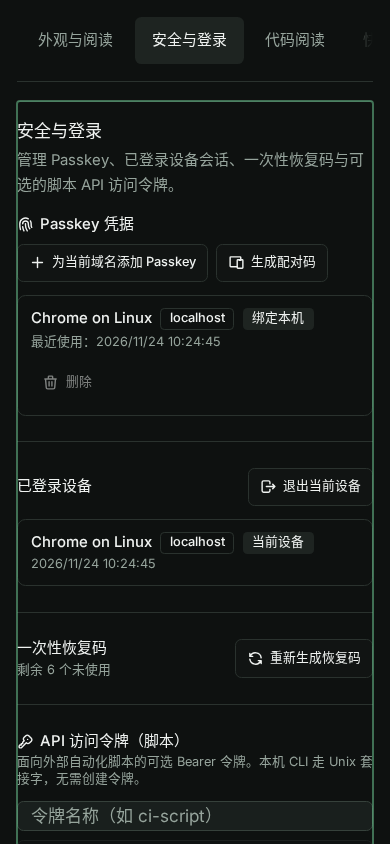 外观与阅读 安全与登录 代码阅读
安全与登录
管理 Passkey、已登录设备会话、一次性恢复码与可
选的脚本 API 访问令牌。
Passkey 凭据
为当前域名添加 Passkey 生成配对码
Chrome on Linux localhost 绑定本机
最近使用：2026/11/24 10:24:45
删除
已登录设备 退出当前设备
Chrome on Linux localhost 当前设备
2026/11/24 10:24:45
一次性恢复码 重新生成恢复码
剩余 6 个未使用
API 访问令牌（脚本）
面向外部自动化脚本的可选 Bearer 令牌。本机 CLI 走 Unix 套
接字，无需创建令牌。
令牌名称（如 ci-script）